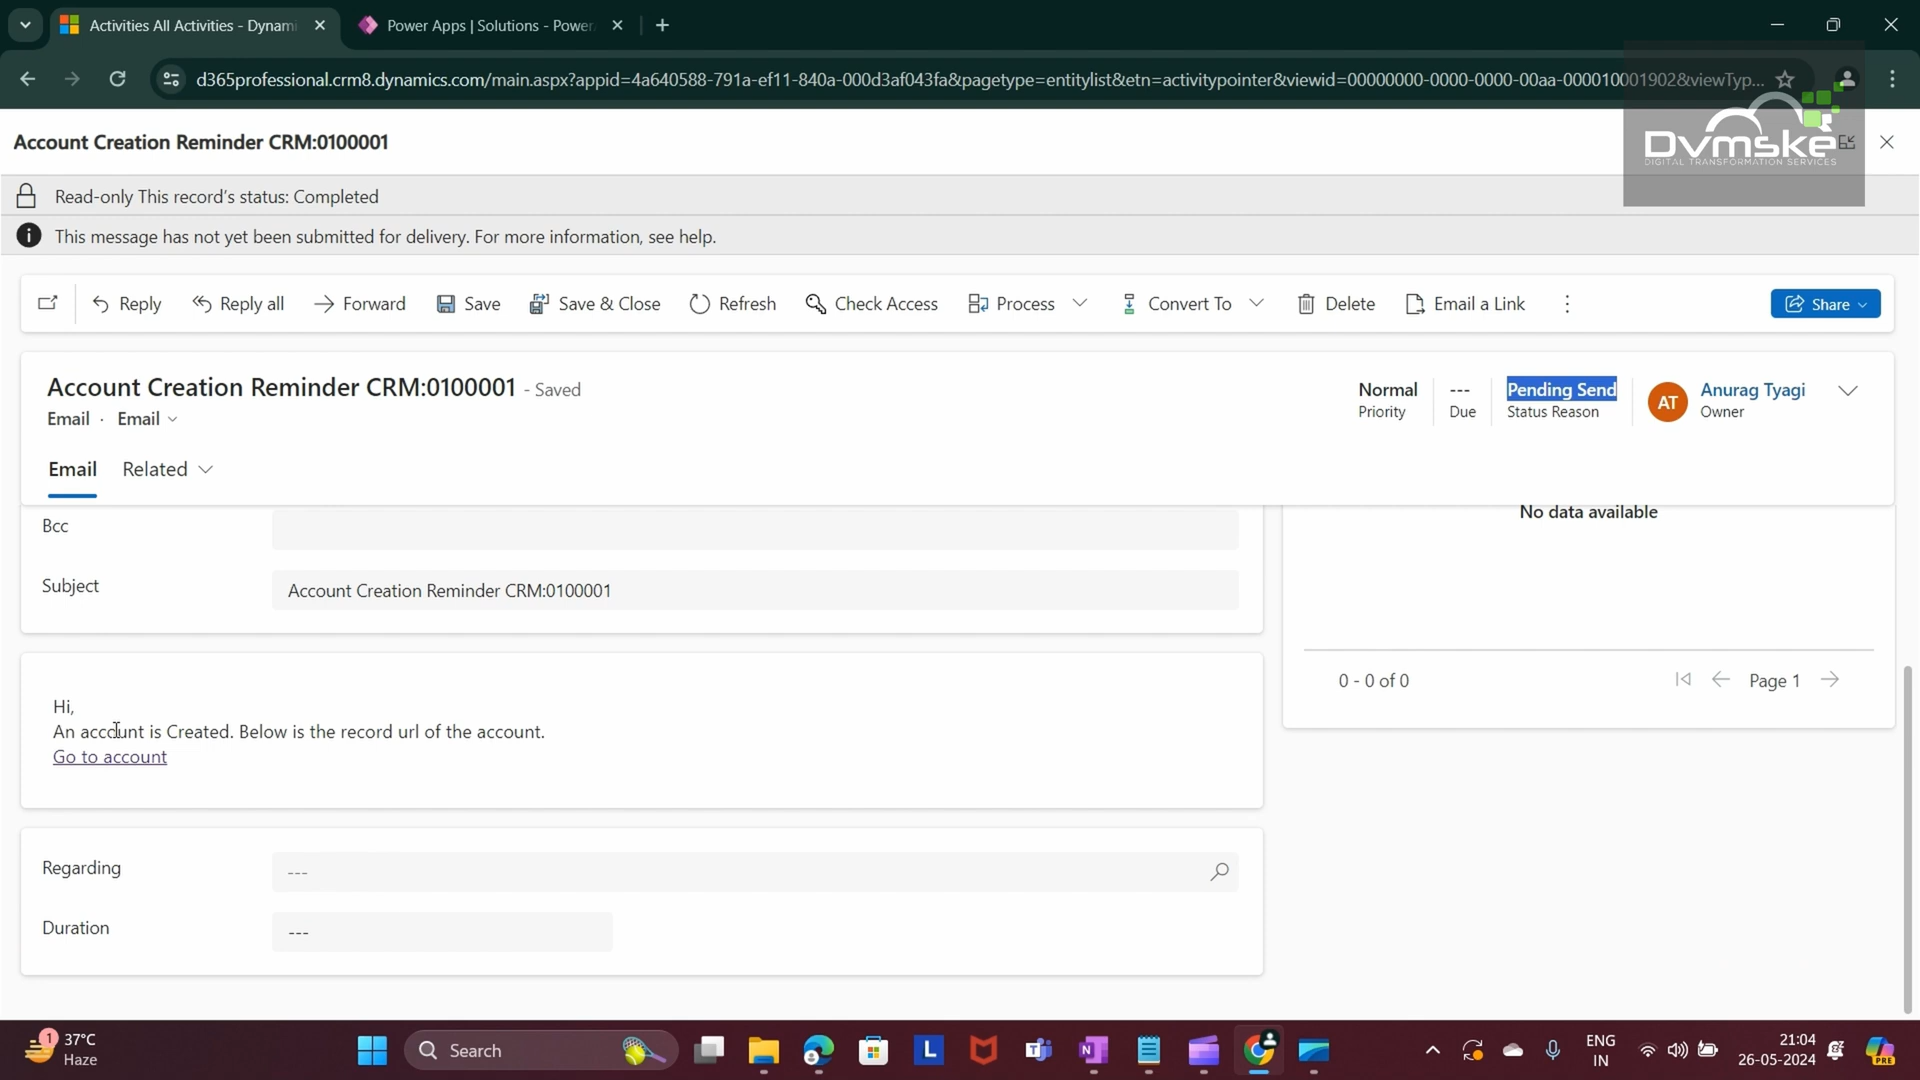 Activities All Activities - Dynami
Power Apps | Solutions - Power
d365professional.crm8.dynamics.com/main.aspx?appid=4a640588-791a-ef11-840a-000d3af043fa&pagetype=entitylist&etn=activitypointer&viewid=00000000-0000-0000-00aa-000010001902&viewTyp...
Account Creation Reminder CRM:0100001
Dvmske
DIGITAL TRANSFORMATION SERVICES
Read-only This record's status: Completed
This message has not yet been submitted for delivery. For more information, see help.
Reply Reply all Forward Save Save & Close Refresh Check Access Process Convert To Delete Email a Link Share
Account Creation Reminder CRM:0100001 - Saved
Email · Email
Normal
Priority
---
Due
Pending Send
Status Reason
AT
Anurag Tyagi
Owner
Email Related
Bcc
Subject
Account Creation Reminder CRM:0100001
No data available
0 - 0 of 0
Page 1
Hi,
An account is Created. Below is the record url of the account.
Go to account
Regarding
---
Duration
---
1
37°C
Haze
Search
L
ENG
IN
21:04
26-05-2024
PRE